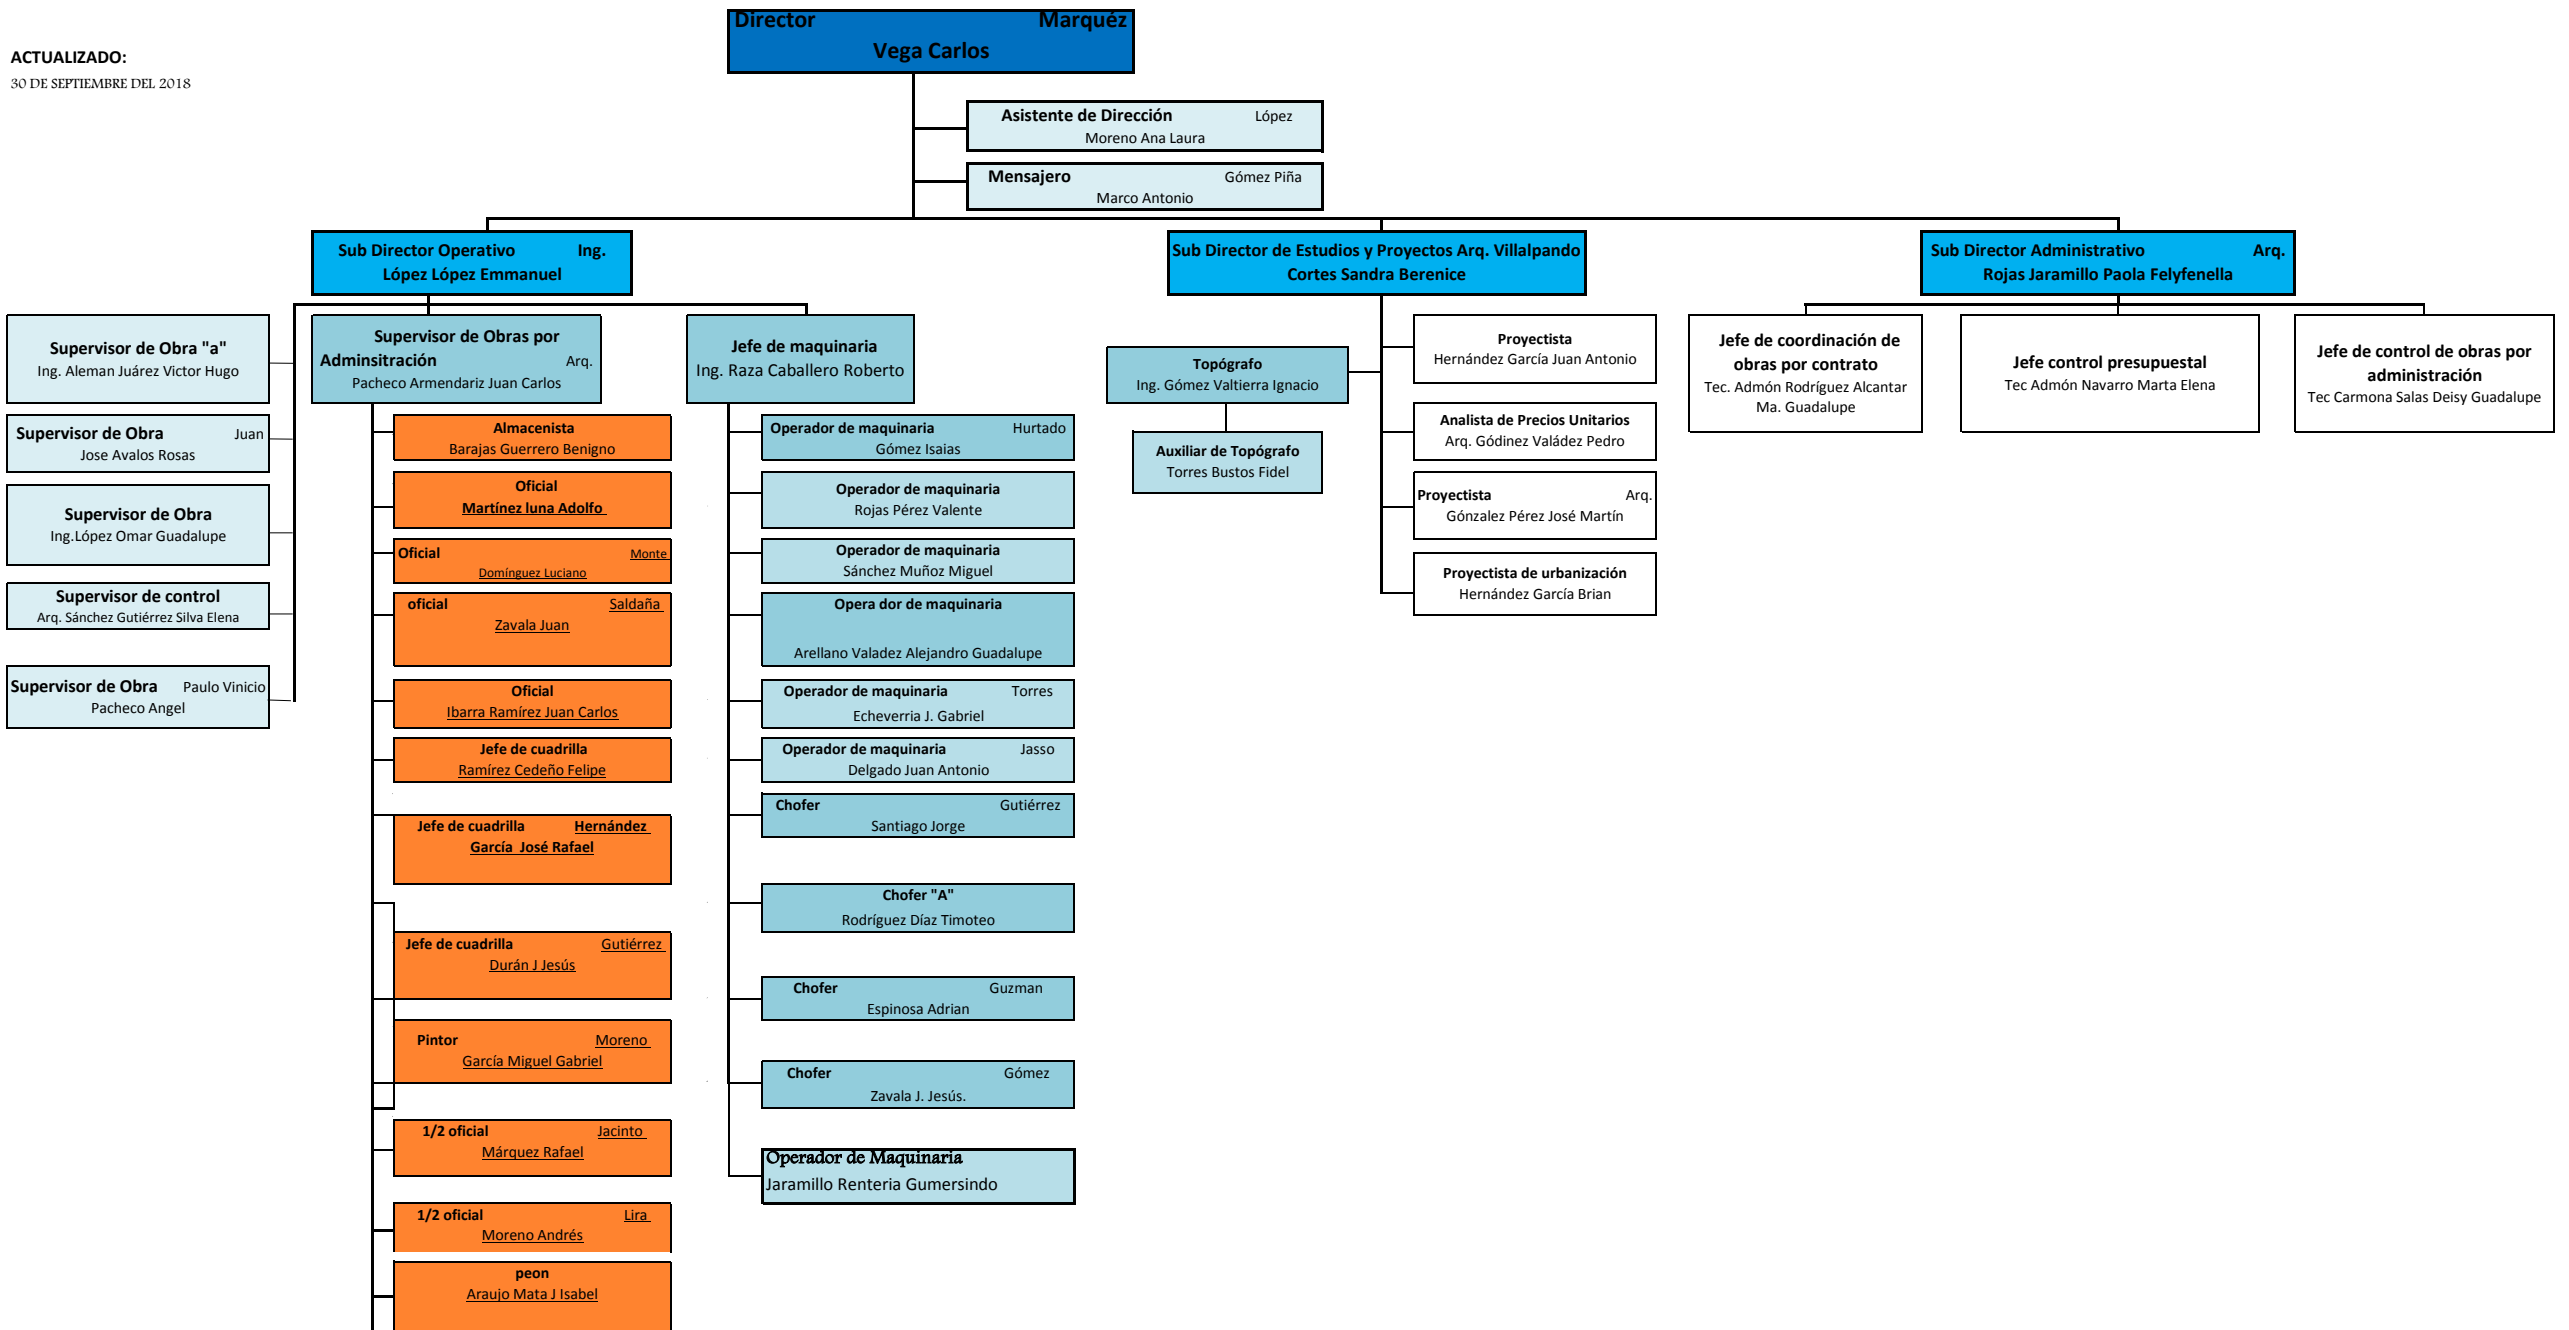 Director Marquéz
Vega Carlos
ACTUALIZADO:
30 DE SEPTIEMBRE DEL 2018
Asistente de Dirección López
Moreno Ana Laura
Mensajero Gómez Piña
Marco Antonio
Sub Director Operativo Ing.
López López Emmanuel
Sub Director de Estudios y Proyectos Arq. Villalpando
Cortes Sandra Berenice
Sub Director Administrativo Arq.
Rojas Jaramillo Paola Felyfenella
Supervisor de Obra "a"
Ing. Aleman Juárez Victor Hugo
Supervisor de Obra Juan
Jose Avalos Rosas
Supervisor de Obra
Ing.López Omar Guadalupe
Supervisor de control
Arq. Sánchez Gutiérrez Silva Elena
Supervisor de Obra Paulo Vinicio
Pacheco Angel
Supervisor de Obras por
Adminsitración Arq.
Pacheco Armendariz Juan Carlos
Almacenista
Barajas Guerrero Benigno
Oficial
Martínez luna Adolfo
Oficial Monte
Domínguez Luciano
oficial Saldaña
Zavala Juan
Oficial
Ibarra Ramírez Juan Carlos
Jefe de cuadrilla
Ramírez Cedeño Felipe
Jefe de cuadrilla Hernández
García José Rafael
Jefe de cuadrilla Gutiérrez
Durán J Jesús
Pintor Moreno
García Miguel Gabriel
1/2 oficial Jacinto
Márquez Rafael
1/2 oficial Lira
Moreno Andrés
peon
Araujo Mata J Isabel
Jefe de maquinaria
Ing. Raza Caballero Roberto
Operador de maquinaria Hurtado
Gómez Isaias
Operador de maquinaria
Rojas Pérez Valente
Operador de maquinaria
Sánchez Muñoz Miguel
Opera dor de maquinaria
Arellano Valadez Alejandro Guadalupe
Operador de maquinaria Torres
Echeverria J. Gabriel
Operador de maquinaria Jasso
Delgado Juan Antonio
Chofer Gutiérrez
Santiago Jorge
Chofer "A"
Rodríguez Díaz Timoteo
Chofer Guzman
Espinosa Adrian
Chofer Gómez
Zavala J. Jesús.
Operador de Maquinaria
Jaramillo Renteria Gumersindo
Topógrafo
Ing. Gómez Valtierra Ignacio
Auxiliar de Topógrafo
Torres Bustos Fidel
Proyectista
Hernández García Juan Antonio
Analista de Precios Unitarios
Arq. Gódinez Valádez Pedro
Proyectista Arq.
Gónzalez Pérez José Martín
Proyectista de urbanización
Hernández García Brian
Jefe de coordinación de
obras por contrato
Tec. Admón Rodríguez Alcantar
Ma. Guadalupe
Jefe control presupuestal
Tec Admón Navarro Marta Elena
Jefe de control de obras por
administración
Tec Carmona Salas Deisy Guadalupe